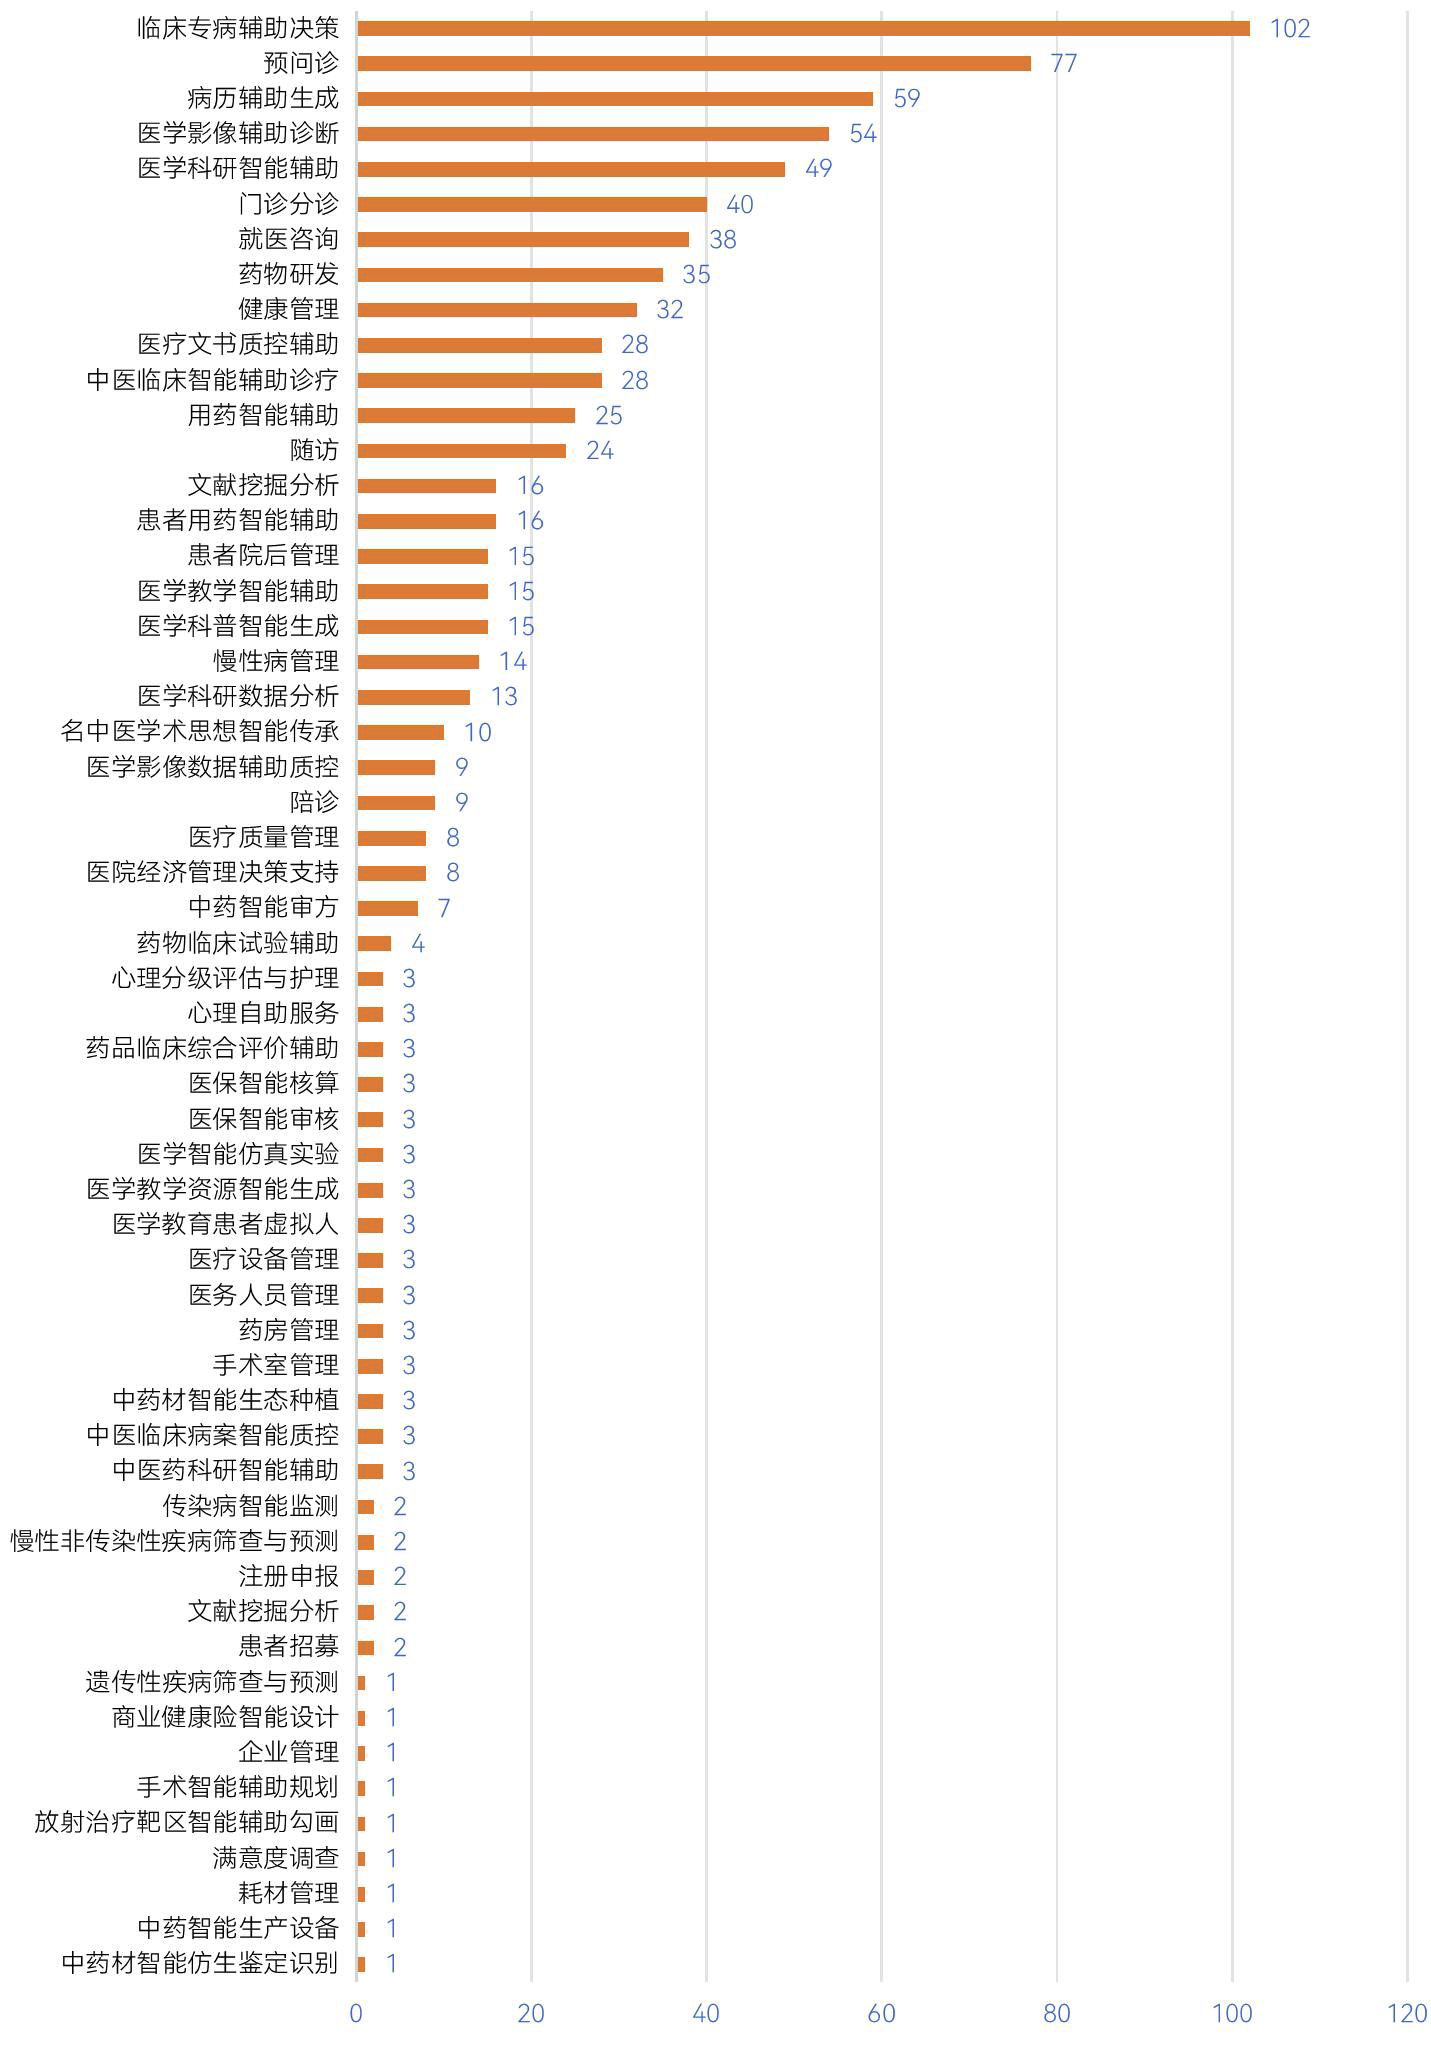 临床专病辅助决策 102
预问诊 77
病历辅助生成 59
医学影像辅助诊断 54
医学科研智能辅助 49
门诊分诊 40
就医咨询 38
药物研发 35
健康管理 32
医疗文书质控辅助 28
中医临床智能辅助诊疗 28
用药智能辅助 25
随访 24
文献挖掘分析 16
患者用药智能辅助 16
患者院后管理 15
医学教学智能辅助 15
医学科普智能生成 15
慢性病管理 14
医学科研数据分析 13
名中医学术思想智能传承 10
医学影像数据辅助质控 9
陪诊 9
医疗质量管理 8
医院经济管理决策支持 8
中药智能审方 7
药物临床试验辅助 4
心理分级评估与护理 3
心理自助服务 3
药品临床综合评价辅助 3
医保智能核算 3
医保智能审核 3
医学智能仿真实验 3
医学教学资源智能生成 3
医学教育患者虚拟人 3
医疗设备管理 3
医务人员管理 3
药房管理 3
手术室管理 3
中药材智能生态种植 3
中医临床病案智能质控 3
中医药科研智能辅助 3
传染病智能监测 2
慢性非传染性疾病筛查与预测 2
注册申报 2
文献挖掘分析 2
患者招募 2
遗传性疾病筛查与预测 1
商业健康险智能设计 1
企业管理 1
手术智能辅助规划 1
放射治疗靶区智能辅助勾画 1
满意度调查 1
耗材管理 1
中药智能生产设备 1
中药材智能仿生鉴定识别 1
0 20 40 60 80 100 120